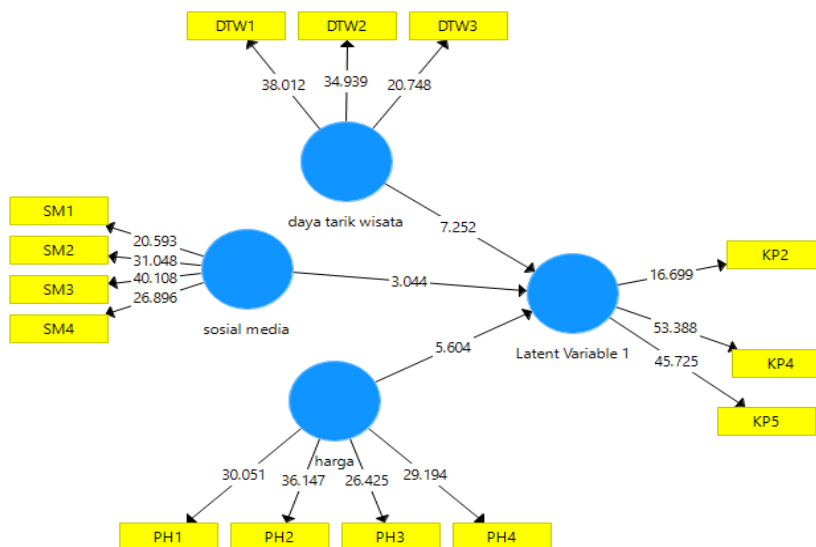 DTW1
DTW2
DTW3
38.012
34.939
20.748
daya tarik wisata
7.252
SM1
SM2
SM3
SM4
20.593
31.048
40.108
26.896
sosial media
3.044
Latent Variable 1
16.699
53.388
45.725
KP2
KP4
KP5
5.604
harga
30.051
36.147
26.425
29.194
PH1
PH2
PH3
PH4